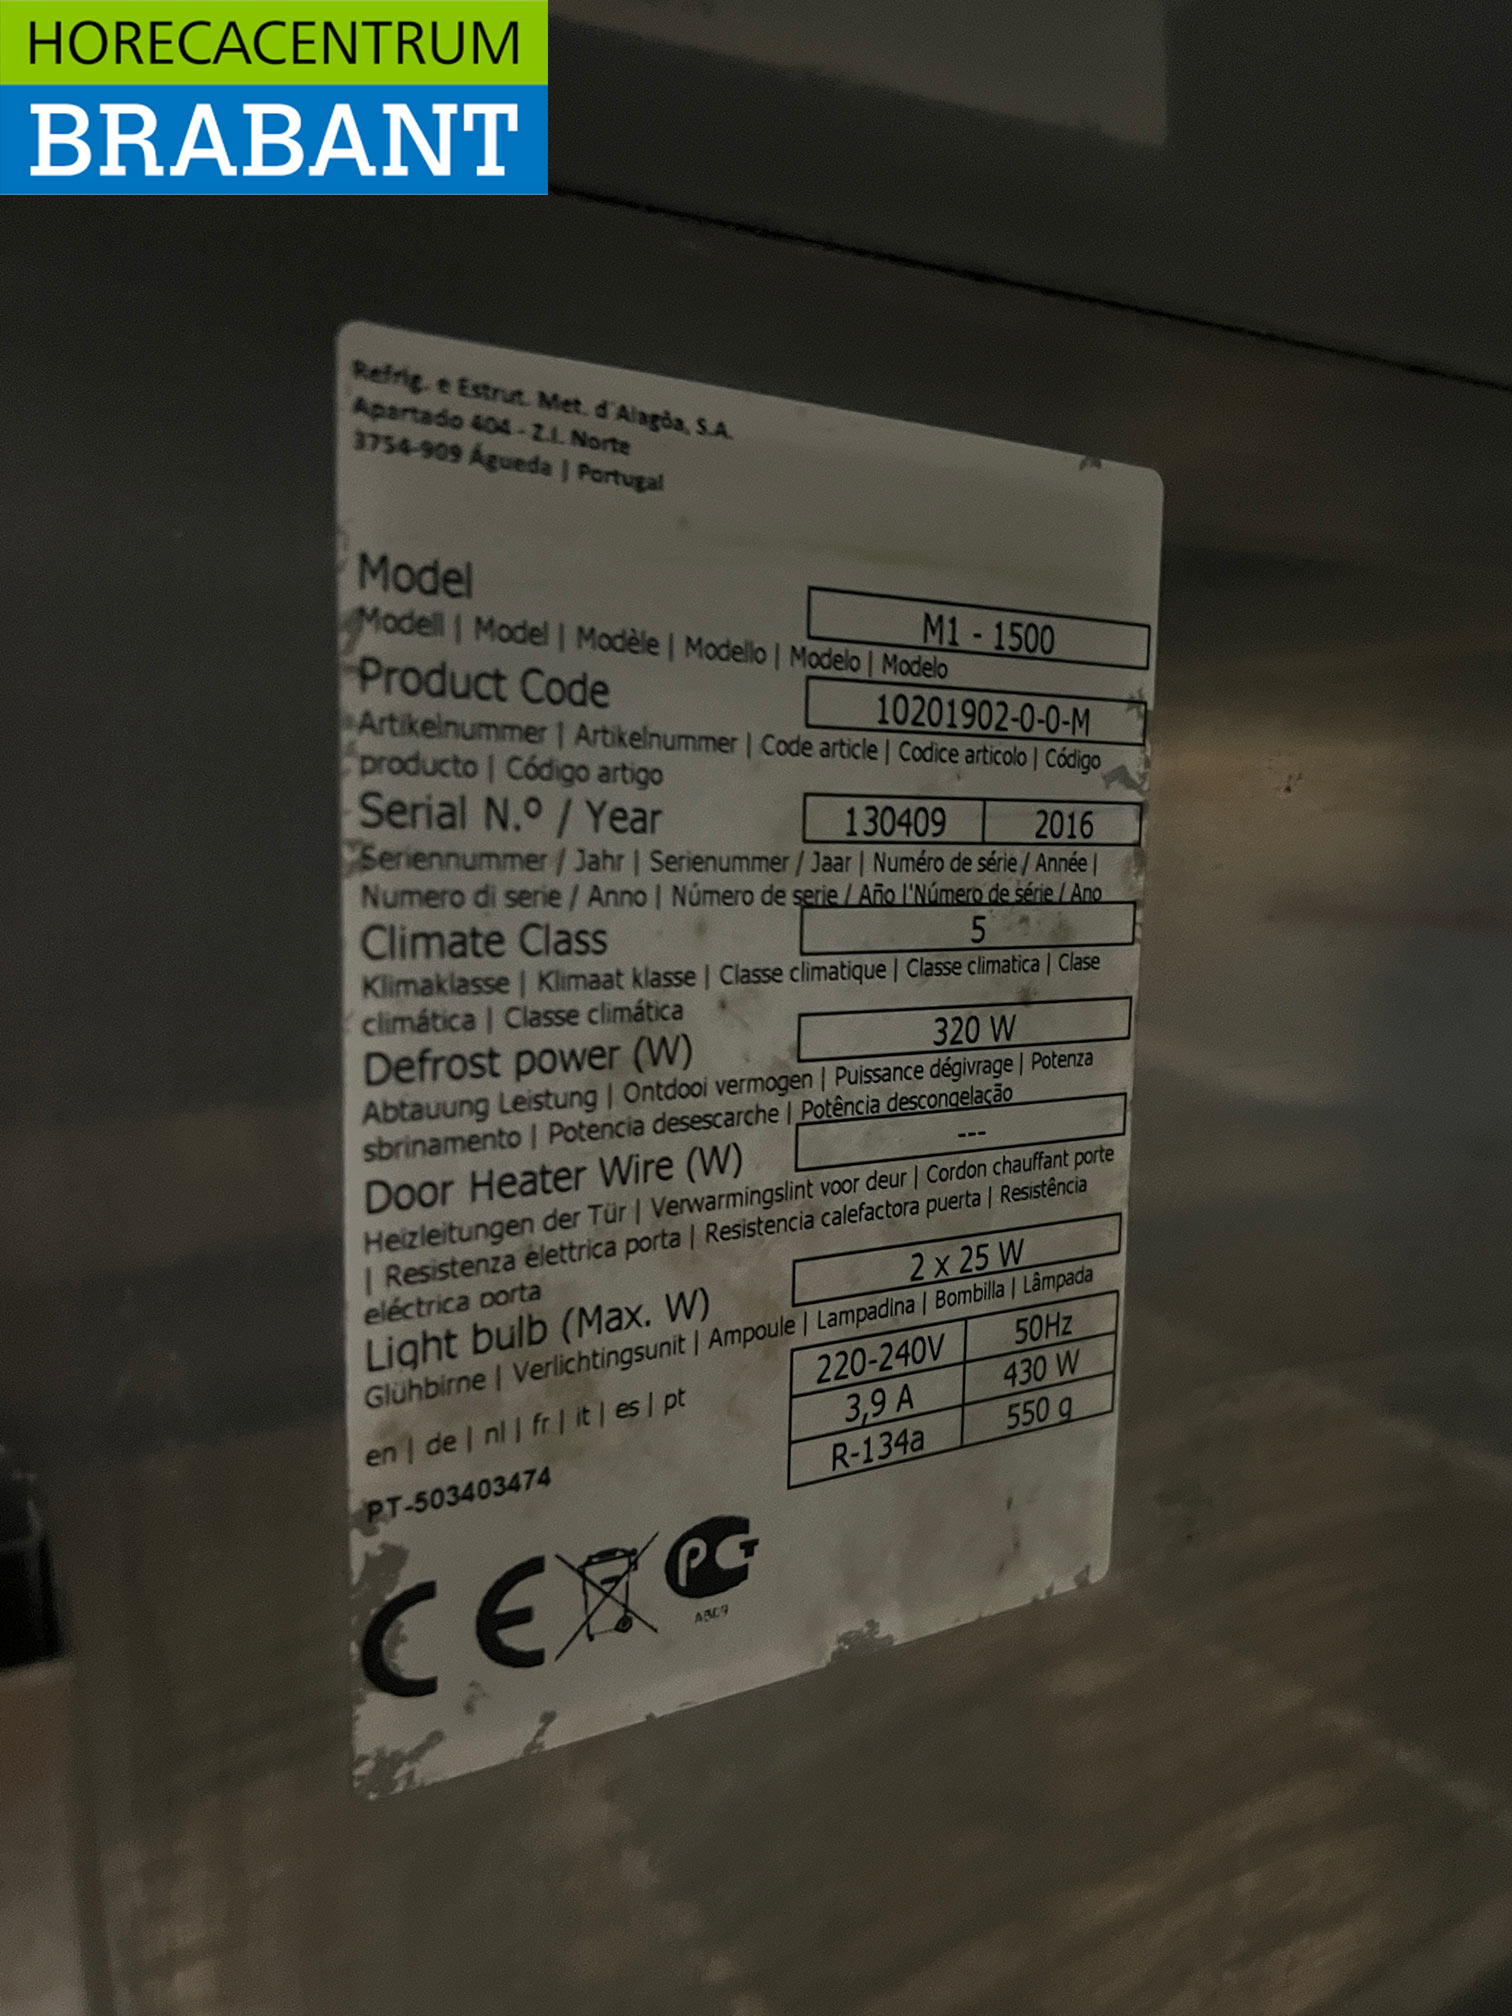 HORECACENTRUM
BRABANT
Refrig. e Estrut. Met. d'Alagôa, S.A.
Apartado 404 - Z.I. Norte
3754-909 Águeda | Portugal
Model
M1 - 1500
Modell | Model | Modèle | Modello | Modelo | Modelo
Product Code
10201902-0-0-M
Artikelnummer | Artikelnummer | Code article | Codice articolo | Código
producto | Código artigo
Serial N.º / Year
130409 2016
Seriennummer / Jahr | Serienummer / Jaar | Numéro de série / Année |
Numero di serie / Anno | Número de serie / Año l'Número de série / Ano
Climate Class
5
Klimaklasse | Klimaat klasse | Classe climatique | Classe climatica | Clase
climática | Classe climática
Defrost power (W)
320 W
Abtauung Leistung | Ontdooi vermogen | Puissance dégivrage | Potenza
sbrinamento | Potencia desescarche | Potência descongelação
Door Heater Wire (W)
---
Heizleitungen der Tür | Verwarmingslint voor deur | Cordon chauffant porte
| Resistenza elettrica porta | Resistencia calefactora puerta | Resistência
eléctrica porta
Light bulb (Max. W)
2 x 25 W
Glühbirne | Verlichtingsunit | Ampoule | Lampadina | Bombilla | Lâmpada
220-240V 50Hz
3,9 A 430 W
R-134a 550 g
en | de | nl | fr | it | es | pt
PT-503403474
CE
PCT